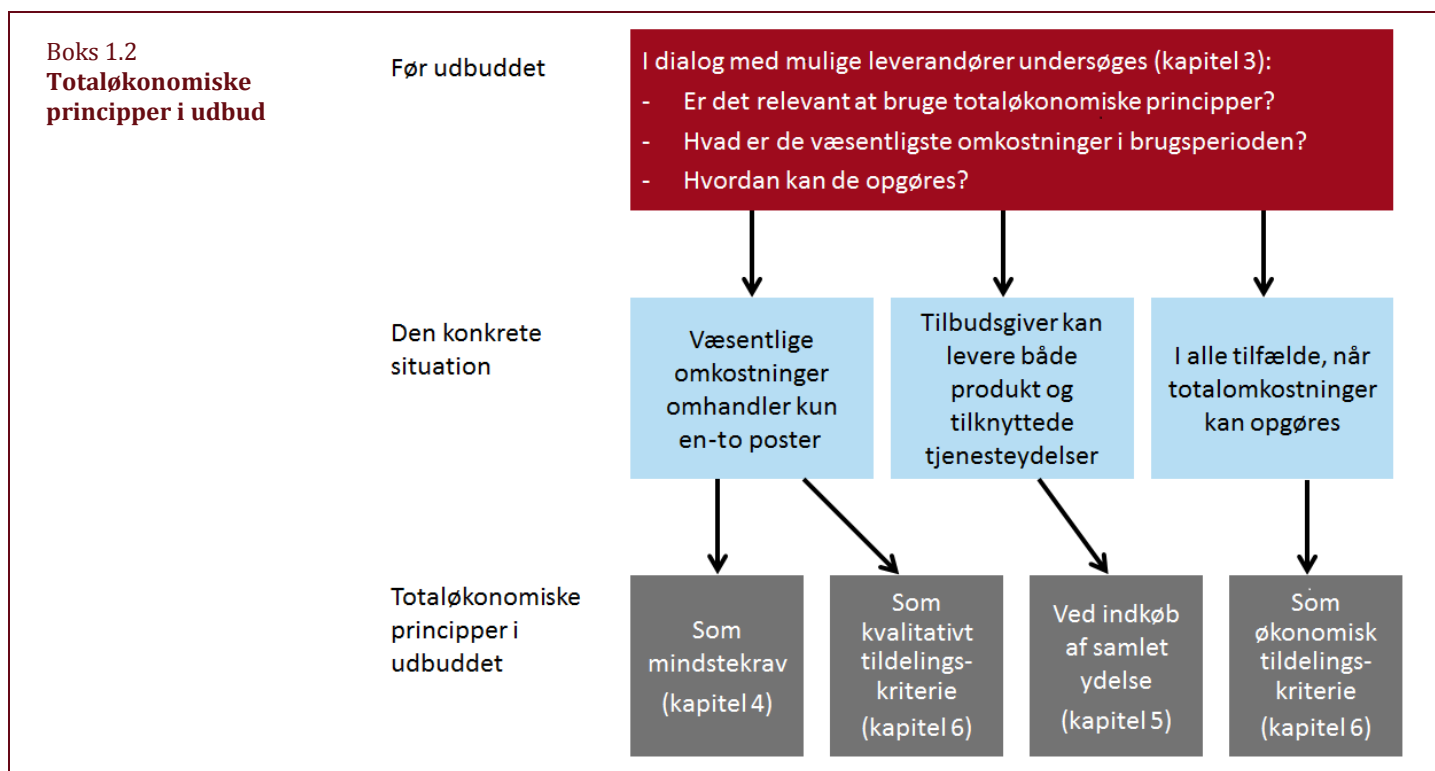 Boks 1.2
Totaløkonomiske
principper i udbud
Før udbuddet
I dialog med mulige leverandører undersøges (kapitel 3):
- Er det relevant at bruge totaløkonomiske principper?
- Hvad er de væsentligste omkostninger i brugsperioden?
- Hvordan kan de opgøres?
Den konkrete
situation
Væsentlige
omkostninger
omhandler kun
en-to poster
Tilbudsgiver kan
levere både
produkt og
tilknyttede
tjenesteydelser
I alle tilfælde, når
totalomkostninger
kan opgøres
Totaløkonomiske
principper i
udbuddet
Som
mindstekrav
(kapitel 4)
Som
kvalitativt
tildelings-
kriterie
(kapitel 6)
Ved indkøb
af samlet
ydelse
(kapitel 5)
Som
økonomisk
tildelings-
kriterie
(kapitel 6)